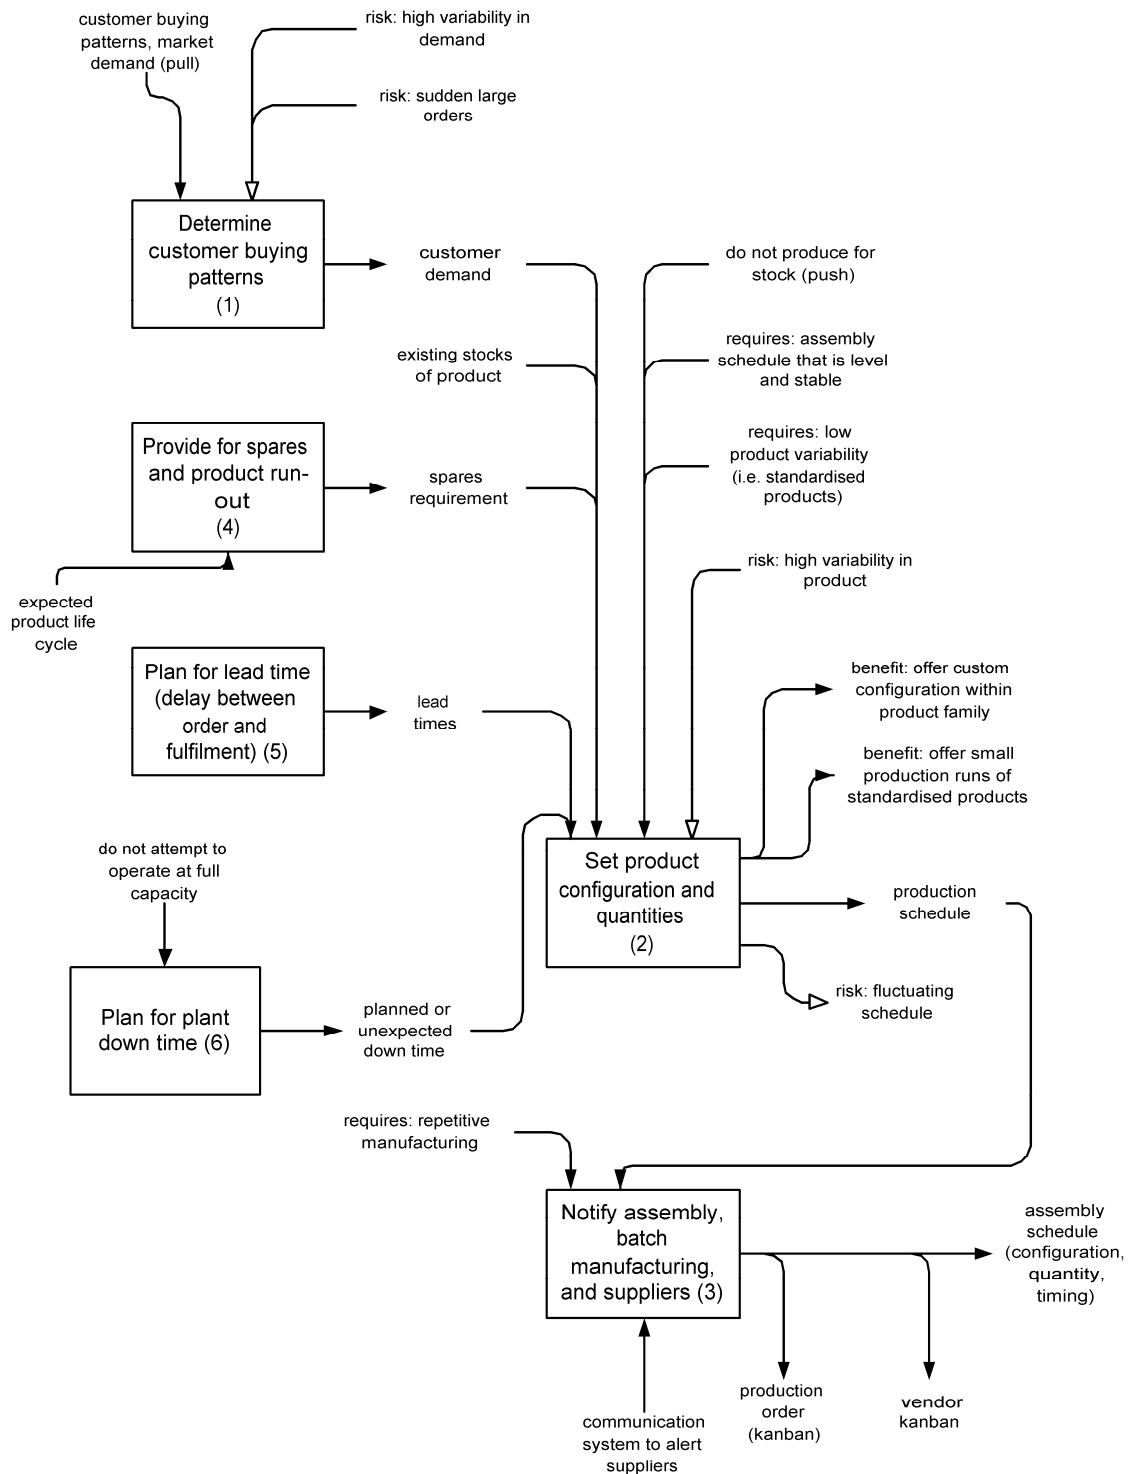 customer buying
patterns, market
demand (pull)
risk: high variability in
demand
risk: sudden large
orders
Determine
customer buying
patterns
(1)
customer
demand
do not produce for
stock (push)
existing stocks
of product
requires: assembly
schedule that is level
and stable
Provide for spares
and product run-
out
(4)
spares
requirement
requires: low
product variability
(i.e. standardised
products)
risk: high variability in
product
expected
product life
cycle
Plan for lead time
(delay between
order and
fulfilment) (5)
lead
times
benefit: offer custom
configuration within
product family
benefit: offer small
production runs of
standardised products
do not attempt to
operate at full
capacity
Set product
configuration and
quantities
(2)
production
schedule
risk: fluctuating
schedule
Plan for plant
down time (6)
planned or
unexpected
down time
requires: repetitive
manufacturing
Notify assembly,
batch
manufacturing,
and suppliers (3)
assembly
schedule
(configuration,
quantity,
timing)
production
order
(kanban)
vendor
kanban
communication
system to alert
suppliers